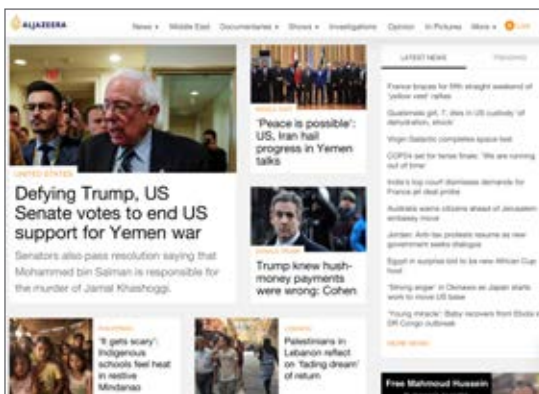 ALJAZEERA
News Middle East Documentaries Shows Investigations Opinion In Pictures More
UNITED STATES
Defying Trump, US
Senate votes to end US
support for Yemen war
Senators also pass resolution saying that
Mohammed bin Salman is responsible for
the murder of Jamal Khashoggi.
'Peace is possible':
US, Iran hail
progress in Yemen
talks
DONALD TRUMP
Trump knew hush-
money payments
were wrong: Cohen
PHILIPPINES
'It gets scary':
Indigenous
schools feel heat
in restive
Mindanao
LEBANON
Palestinians in
Lebanon reflect
on 'fading dream'
of return
LATEST NEWS TRENDING
France braces for fifth straight weekend of
'yellow vest' rallies
Guatemala girl, 7, dies in US custody 'of
dehydration, shock'
Virgin Galactic completes space test
COP24 set for tense finale: 'We are running
out of time'
India's top court dismisses demands for
France jet deal probe
Australia warns citizens ahead of Jerusalem
embassy move
Jordan: Anti-tax protests resume as new
government seeks dialogue
Egypt in surprise bid to be new African Cup
host
'Strong anger' in Okinawa as Japan starts
work to move US base
'Young miracle': Baby recovers from Ebola in
DR Congo outbreak
MORE NEWS
Free Mahmoud Hussein